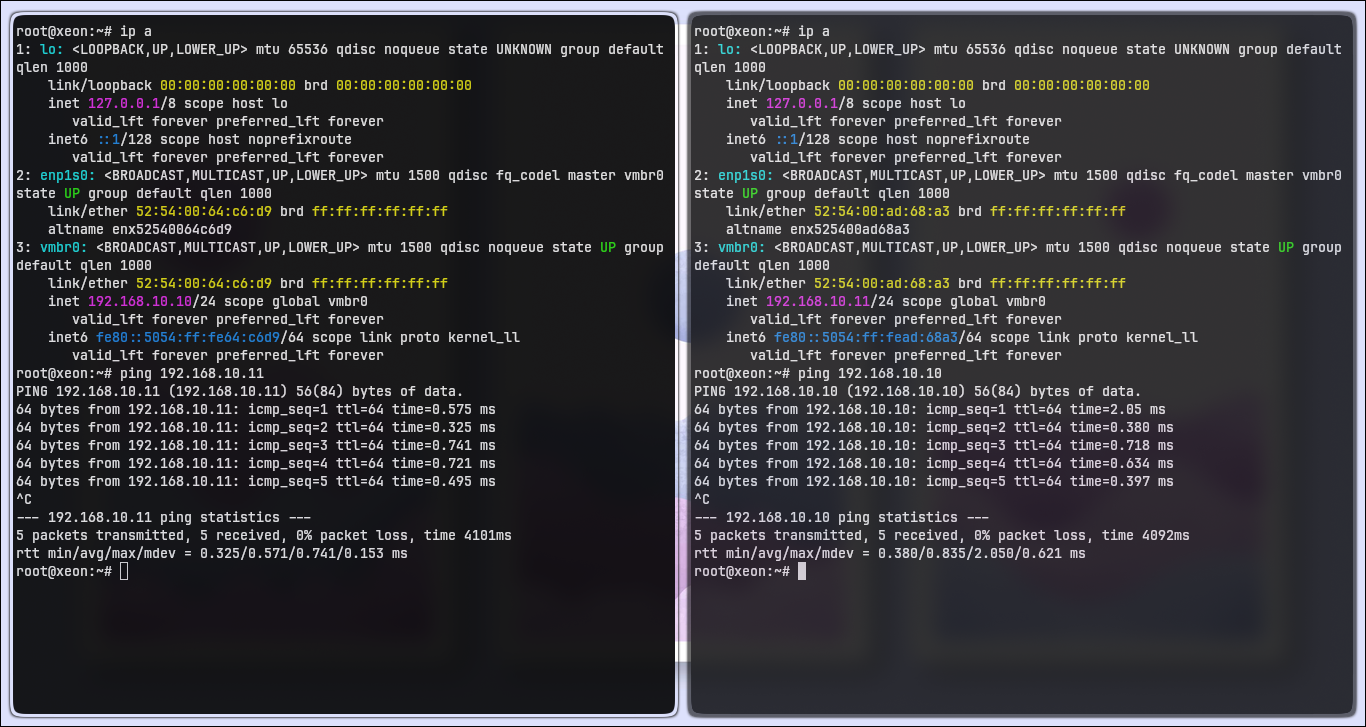 root@xeon:~# ip a
1: lo: <LOOPBACK,UP,LOWER_UP> mtu 65536 qdisc noqueue state UNKNOWN group default
qlen 1000
    link/loopback 00:00:00:00:00:00 brd 00:00:00:00:00:00
    inet 127.0.0.1/8 scope host lo
       valid_lft forever preferred_lft forever
    inet6 ::1/128 scope host noprefixroute
       valid_lft forever preferred_lft forever
2: enp1s0: <BROADCAST,MULTICAST,UP,LOWER_UP> mtu 1500 qdisc fq_codel master vmbr0
state UP group default qlen 1000
    link/ether 52:54:00:64:c6:d9 brd ff:ff:ff:ff:ff:ff
    altname enx52540064c6d9
3: vmbr0: <BROADCAST,MULTICAST,UP,LOWER_UP> mtu 1500 qdisc noqueue state UP group
default qlen 1000
    link/ether 52:54:00:64:c6:d9 brd ff:ff:ff:ff:ff:ff
    inet 192.168.10.10/24 scope global vmbr0
       valid_lft forever preferred_lft forever
    inet6 fe80::5054:ff:fe64:c6d9/64 scope link proto kernel_ll
       valid_lft forever preferred_lft forever
root@xeon:~# ping 192.168.10.11
PING 192.168.10.11 (192.168.10.11) 56(84) bytes of data.
64 bytes from 192.168.10.11: icmp_seq=1 ttl=64 time=0.575 ms
64 bytes from 192.168.10.11: icmp_seq=2 ttl=64 time=0.325 ms
64 bytes from 192.168.10.11: icmp_seq=3 ttl=64 time=0.741 ms
64 bytes from 192.168.10.11: icmp_seq=4 ttl=64 time=0.721 ms
64 bytes from 192.168.10.11: icmp_seq=5 ttl=64 time=0.495 ms
^C
--- 192.168.10.11 ping statistics ---
5 packets transmitted, 5 received, 0% packet loss, time 4101ms
rtt min/avg/max/mdev = 0.325/0.571/0.741/0.153 ms
root@xeon:~#
root@xeon:~# ip a
1: lo: <LOOPBACK,UP,LOWER_UP> mtu 65536 qdisc noqueue state UNKNOWN group default
qlen 1000
    link/loopback 00:00:00:00:00:00 brd 00:00:00:00:00:00
    inet 127.0.0.1/8 scope host lo
       valid_lft forever preferred_lft forever
    inet6 ::1/128 scope host noprefixroute
       valid_lft forever preferred_lft forever
2: enp1s0: <BROADCAST,MULTICAST,UP,LOWER_UP> mtu 1500 qdisc fq_codel master vmbr0
state UP group default qlen 1000
    link/ether 52:54:00:ad:68:a3 brd ff:ff:ff:ff:ff:ff
    altname enx525400ad68a3
3: vmbr0: <BROADCAST,MULTICAST,UP,LOWER_UP> mtu 1500 qdisc noqueue state UP group
default qlen 1000
    link/ether 52:54:00:ad:68:a3 brd ff:ff:ff:ff:ff:ff
    inet 192.168.10.11/24 scope global vmbr0
       valid_lft forever preferred_lft forever
    inet6 fe80::5054:ff:fead:68a3/64 scope link proto kernel_ll
       valid_lft forever preferred_lft forever
root@xeon:~# ping 192.168.10.10
PING 192.168.10.10 (192.168.10.10) 56(84) bytes of data.
64 bytes from 192.168.10.10: icmp_seq=1 ttl=64 time=2.05 ms
64 bytes from 192.168.10.10: icmp_seq=2 ttl=64 time=0.380 ms
64 bytes from 192.168.10.10: icmp_seq=3 ttl=64 time=0.718 ms
64 bytes from 192.168.10.10: icmp_seq=4 ttl=64 time=0.634 ms
64 bytes from 192.168.10.10: icmp_seq=5 ttl=64 time=0.397 ms
^C
--- 192.168.10.10 ping statistics ---
5 packets transmitted, 5 received, 0% packet loss, time 4092ms
rtt min/avg/max/mdev = 0.380/0.835/2.050/0.621 ms
root@xeon:~#